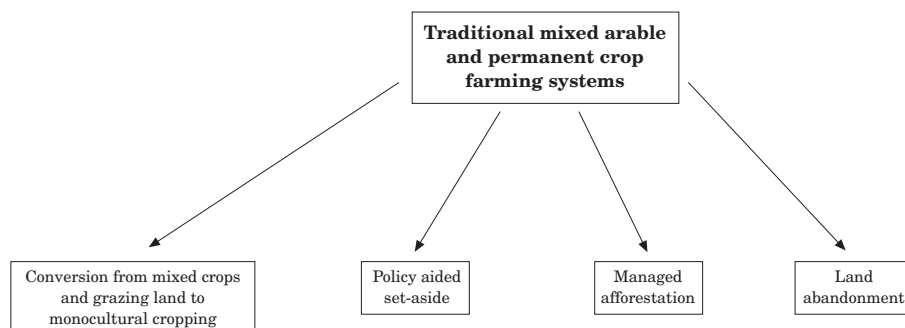 Traditional mixed arable
and permanent crop
farming systems
Conversion from mixed crops
and grazing land to
monocultural cropping
Policy aided
set-aside
Managed
afforestation
Land
abandonment